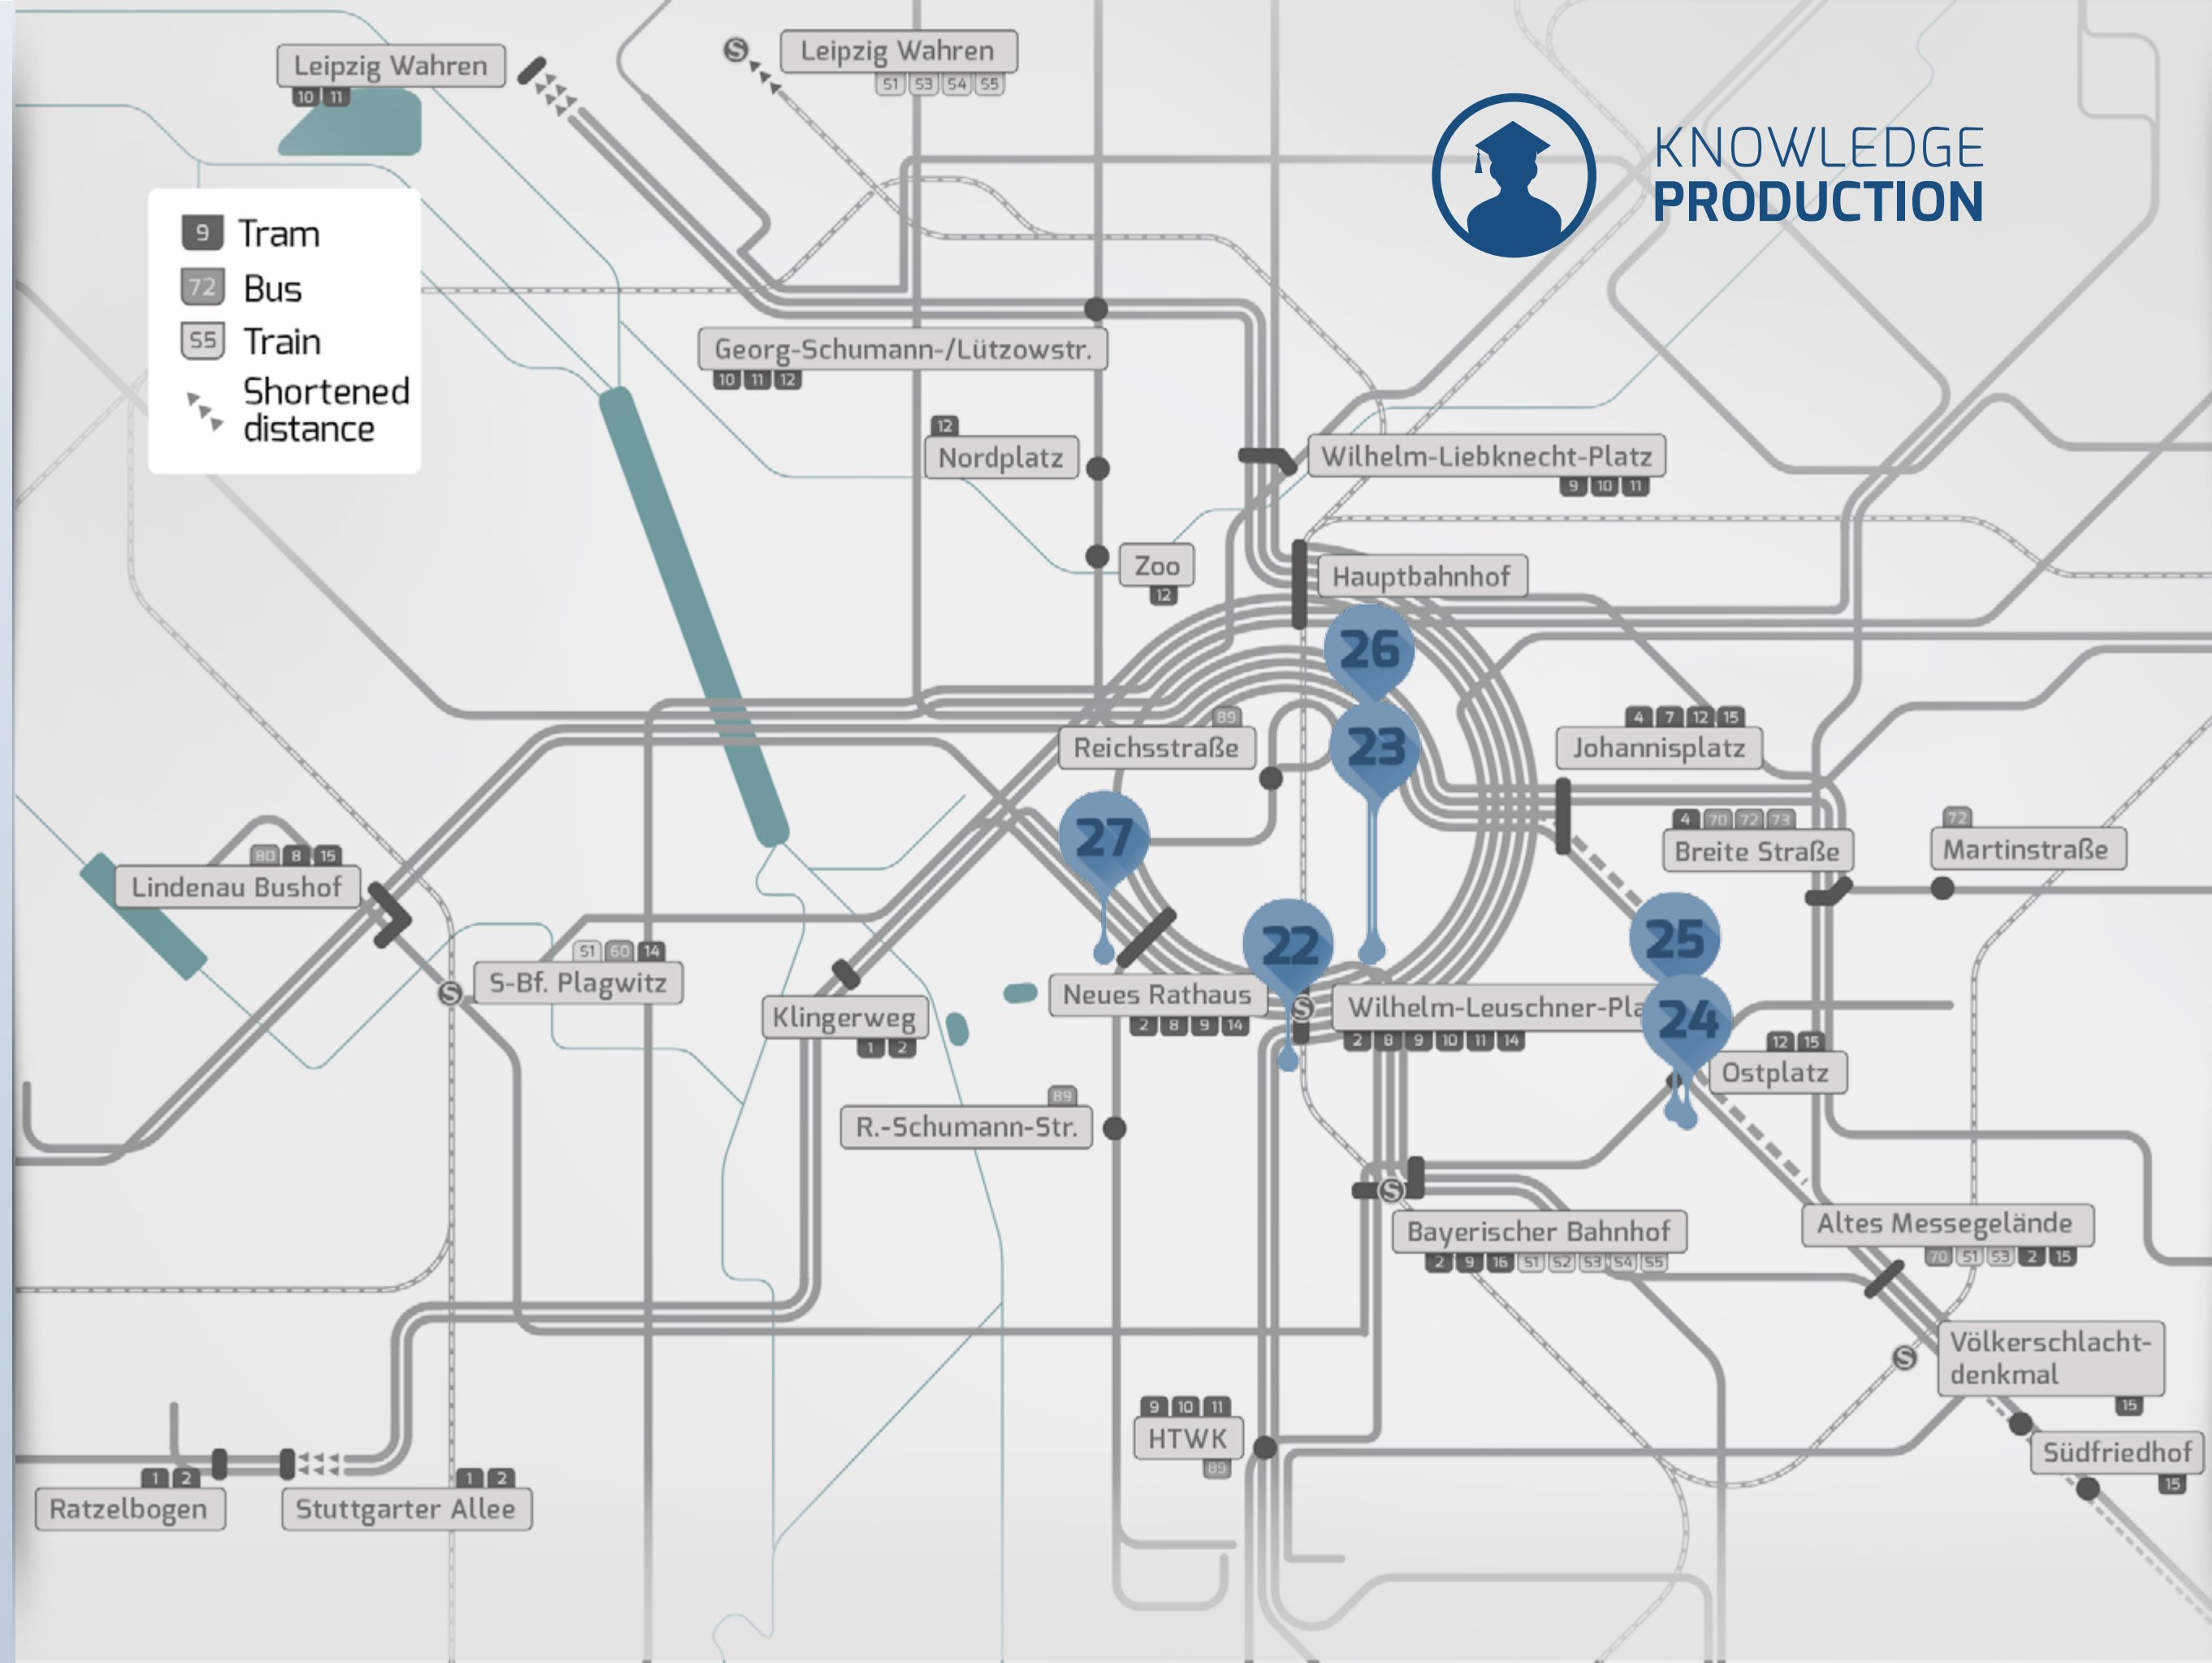 Leipzig Wahren
10 11
Leipzig Wahren
S1 S3 S4 S5
KNOWLEDGE
PRODUCTION
9 Tram
72 Bus
S5 Train
Shortened
distance
Georg-Schumann-/Lützowstr.
10 11 12
12
Nordplatz
Wilhelm-Liebknecht-Platz
9 10 11
Zoo
12
Hauptbahnhof
26
89
Reichsstraße
23
4 7 12 15
Johannisplatz
27
4 70 72 73
Breite Straße
72
Martinstraße
80 8 15
Lindenau Bushof
S1 60 14
S-Bf. Plagwitz
22
25
Klingerweg
1 2
Neues Rathaus
2 8 9 14
S
Wilhelm-Leuschner-Pla
2 8 9 10 11 14
24
12 15
Ostplatz
89
R.-Schumann-Str.
S
Bayerischer Bahnhof
2 9 16 S1 S2 S3 S4 S5
Altes Messegelände
70 S1 S3 2 15
S
Völkerschlacht-
denkmal
15
9 10 11
HTWK
89
Südfriedhof
15
1 2
Ratzelbogen
1 2
Stuttgarter Allee
S
S